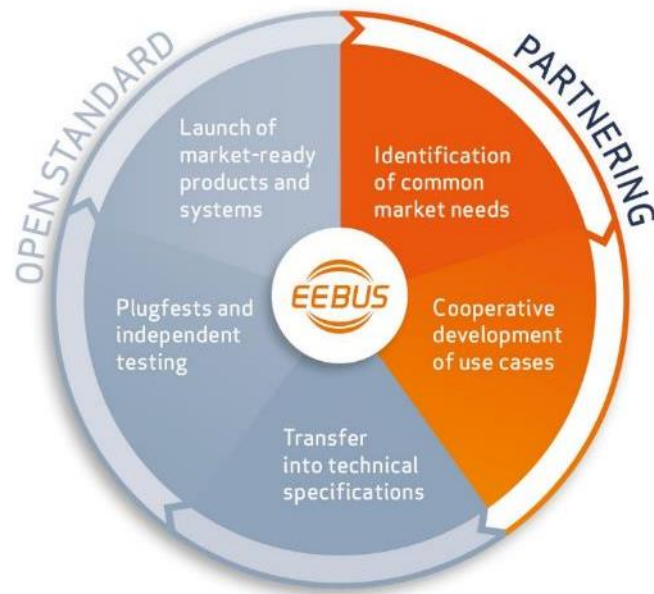 OPEN STANDARD
PARTNERING
Launch of
market-ready
products and
systems
Identification
of common
market needs
EEBUS
Plugfests and
independent
testing
Cooperative
development
of use cases
Transfer
into technical
specifications